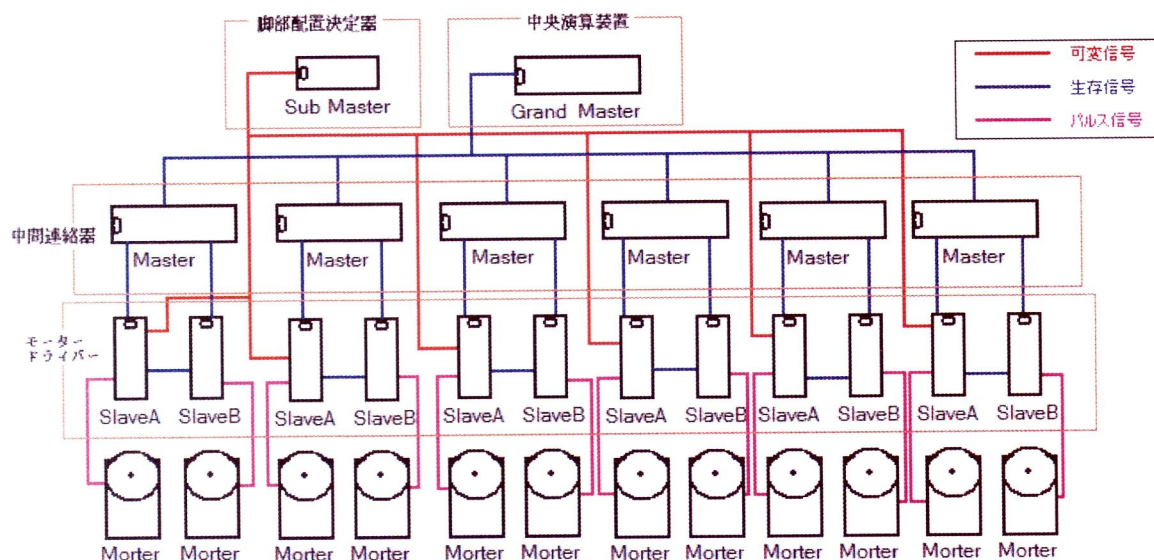 脚部配置決定器
中央演算装置
Sub Master
Grand Master
可変信号
生存信号
パルス信号
中間連絡器
Master
Master
Master
Master
Master
Master
モーター
ドライバー
SlaveA SlaveB SlaveA SlaveB SlaveA SlaveB SlaveA SlaveB SlaveA SlaveB SlaveA SlaveB
Morter Morter Morter Morter Morter Morter Morter Morter Morter Morter Morter Morter